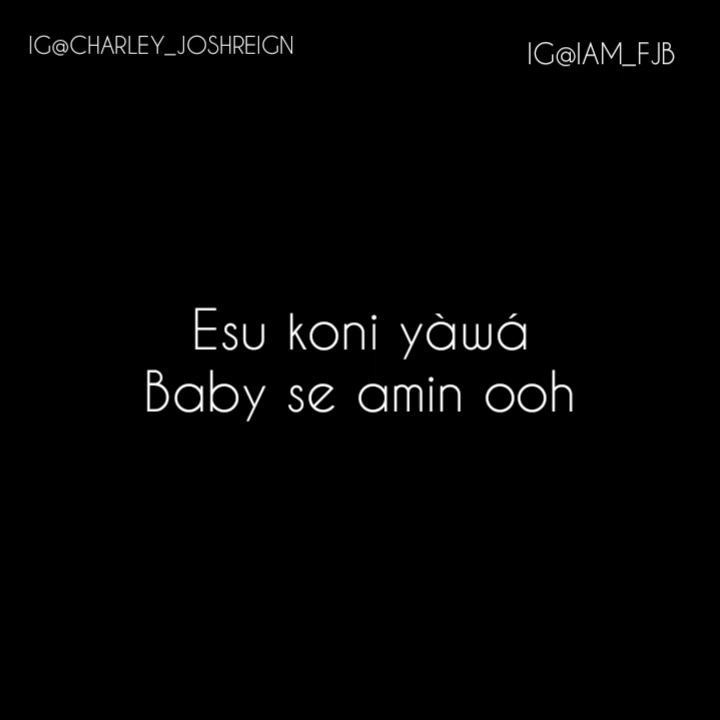 IG@CHARLEY_JOSHREIGN
IG@IAM_FJB
Esu koni yàwá
Baby se amin ooh